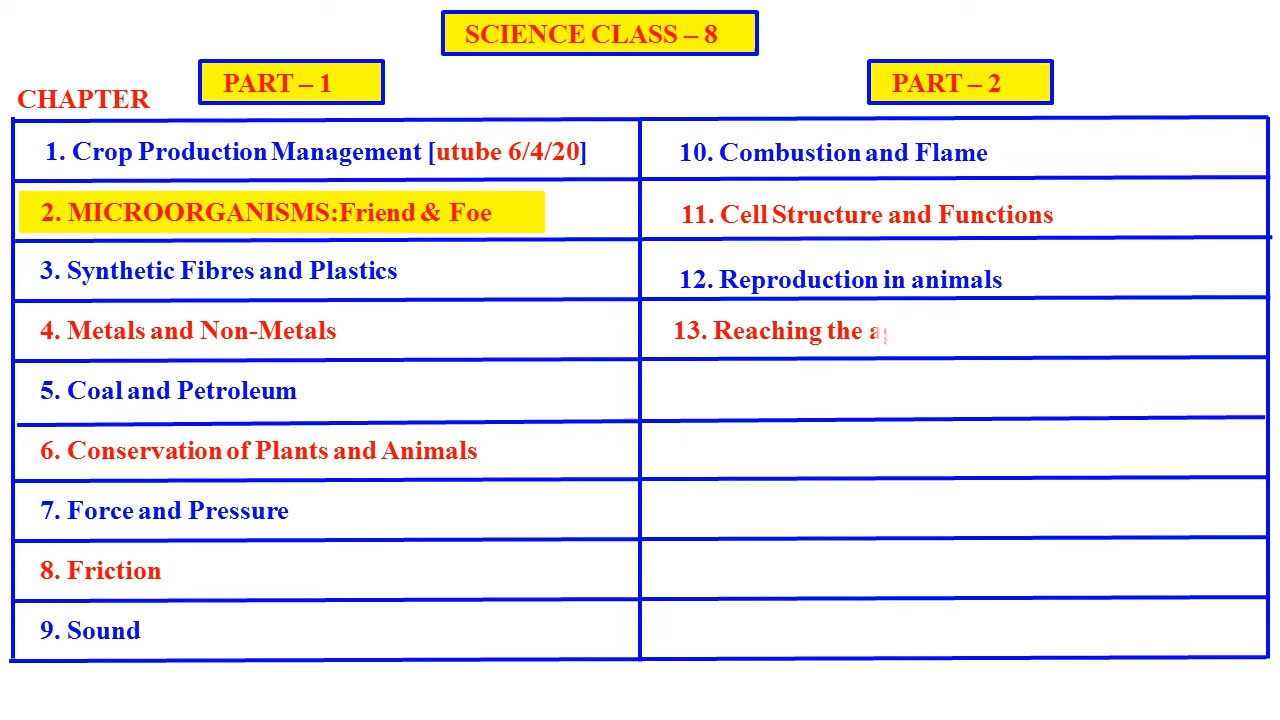 SCIENCE CLASS – 8
PART – 1
PART – 2
CHAPTER
1. Crop Production Management [utube 6/4/20]
2. MICROORGANISMS:Friend & Foe
3. Synthetic Fibres and Plastics
4. Metals and Non-Metals
5. Coal and Petroleum
6. Conservation of Plants and Animals
7. Force and Pressure
8. Friction
9. Sound
10. Combustion and Flame
11. Cell Structure and Functions
12. Reproduction in animals
13. Reaching the